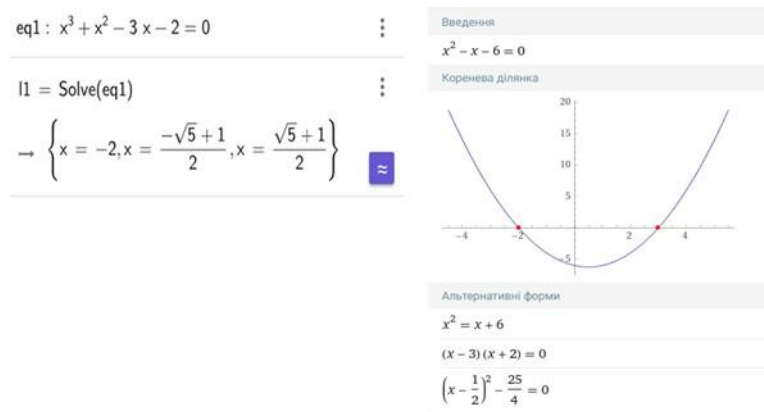 eq1 : x³ + x² – 3 x – 2 = 0
l1 = Solve(eq1)
→ {x = –2, x = (–√5 + 1)/2, x = (√5 + 1)/2}
≈
Введення
x² – x – 6 = 0
Коренева ділянка
20
15
10
5
–4 –2 2 4
–5
Альтернативні форми
x² = x + 6
(x – 3)(x + 2) = 0
(x – 1/2)² – 25/4 = 0